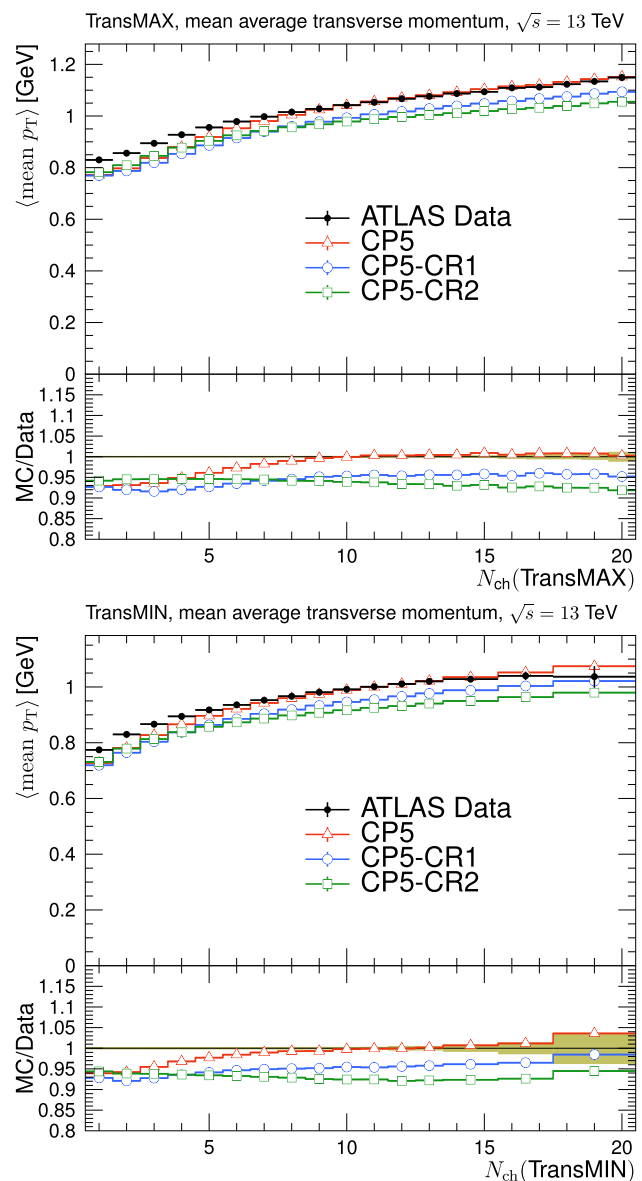 TransMAX, mean average transverse momentum, √s = 13 TeV
⟨mean pT⟩ [GeV]
1.2
1
0.8
0.6
0.4
0.2
0
ATLAS Data
CP5
CP5-CR1
CP5-CR2
MC/Data
1.15
1.1
1.05
1
0.95
0.9
0.85
0.8
5 10 15 20
Nch(TransMAX)
TransMIN, mean average transverse momentum, √s = 13 TeV
⟨mean pT⟩ [GeV]
1
0.8
0.6
0.4
0.2
0
ATLAS Data
CP5
CP5-CR1
CP5-CR2
MC/Data
1.15
1.1
1.05
1
0.95
0.9
0.85
0.8
5 10 15 20
Nch(TransMIN)